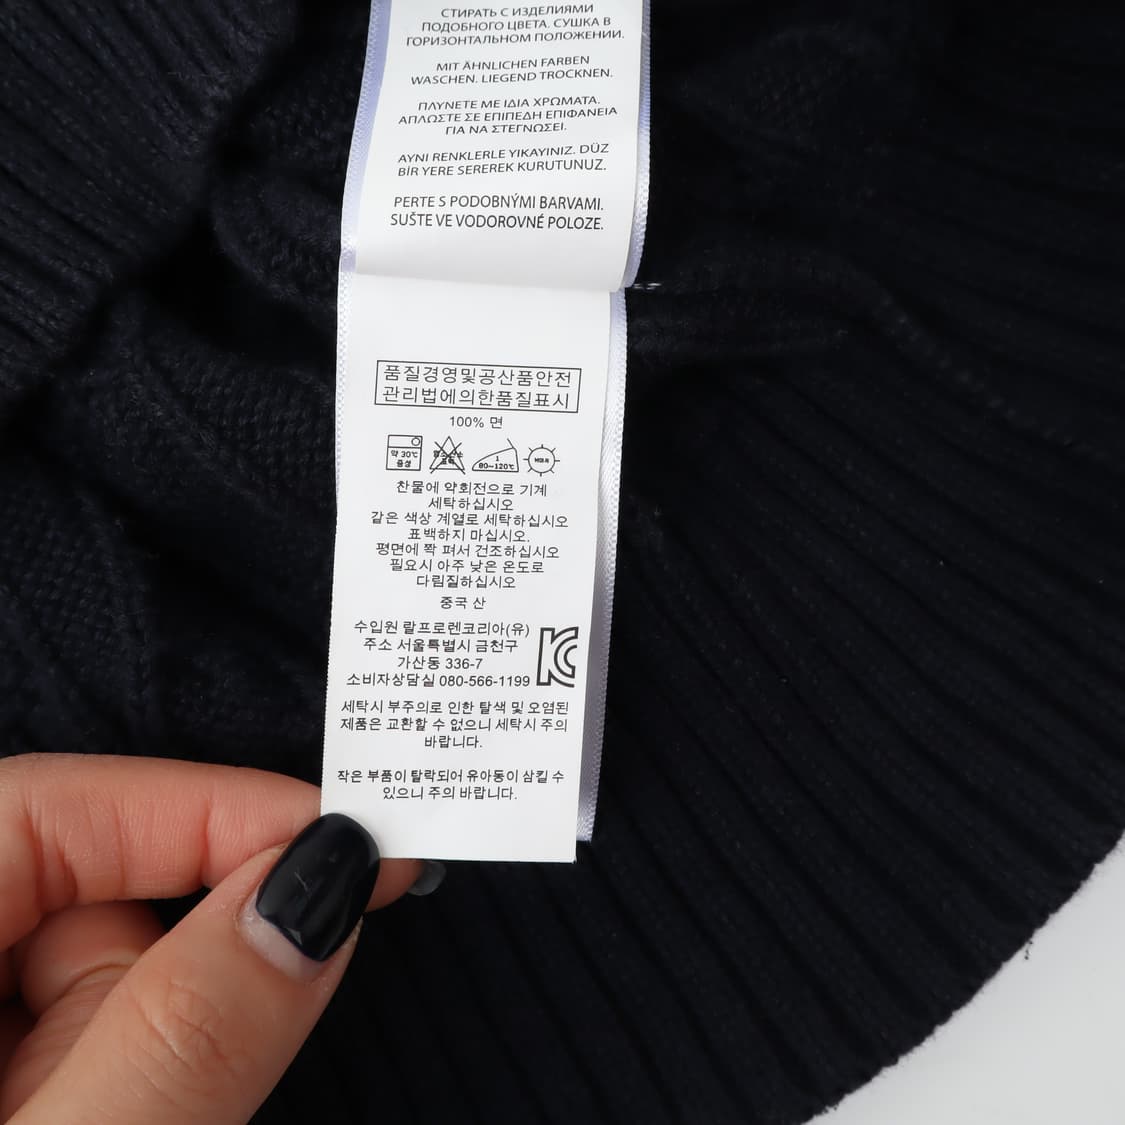 СТИРАТЬ С ИЗДЕЛИЯМИ
ПОДОБНОГО ЦВЕТА. СУШКА В
ГОРИЗОНТАЛЬНОМ ПОЛОЖЕНИИ.
MIT ÄHNLICHEN FARBEN
WASCHEN. LIEGEND TROCKNEN.
ΠΛΥΝΕΤΕ ΜΕ ΙΔΙΑ ΧΡΩΜΑΤΑ.
ΑΠΛΩΣΤΕ ΣΕ ΕΠΙΠΕΔΗ ΕΠΙΦΑΝΕΙΑ
ΓΙΑ ΝΑ ΣΤΕΓΝΩΣΕΙ.
AYNI RENKLERLE YIKAYINIZ. DÜZ
BİR YERE SEREREK KURUTUNUZ.
PERTE S PODOBNÝMI BARVAMI.
SUŠTE VE VODOROVNÉ POLOZE.
품질경영및공산품안전
관리법에의한품질표시
100% 면
약 30℃
중성
1
80~120℃
찬물에 약회전으로 기계
세탁하십시오
같은 색상 계열로 세탁하십시오
표백하지 마십시오.
평면에 쫙 펴서 건조하십시오
필요시 아주 낮은 온도로
다림질하십시오
중국 산
수입원 랄프로렌코리아(유)
주소 서울특별시 금천구
가산동 336-7
소비자상담실 080-566-1199
KC
세탁시 부주의로 인한 탈색 및 오염된
제품은 교환할 수 없으니 세탁시 주의
바랍니다.
작은 부품이 탈락되어 유아동이 삼킬 수
있으니 주의 바랍니다.